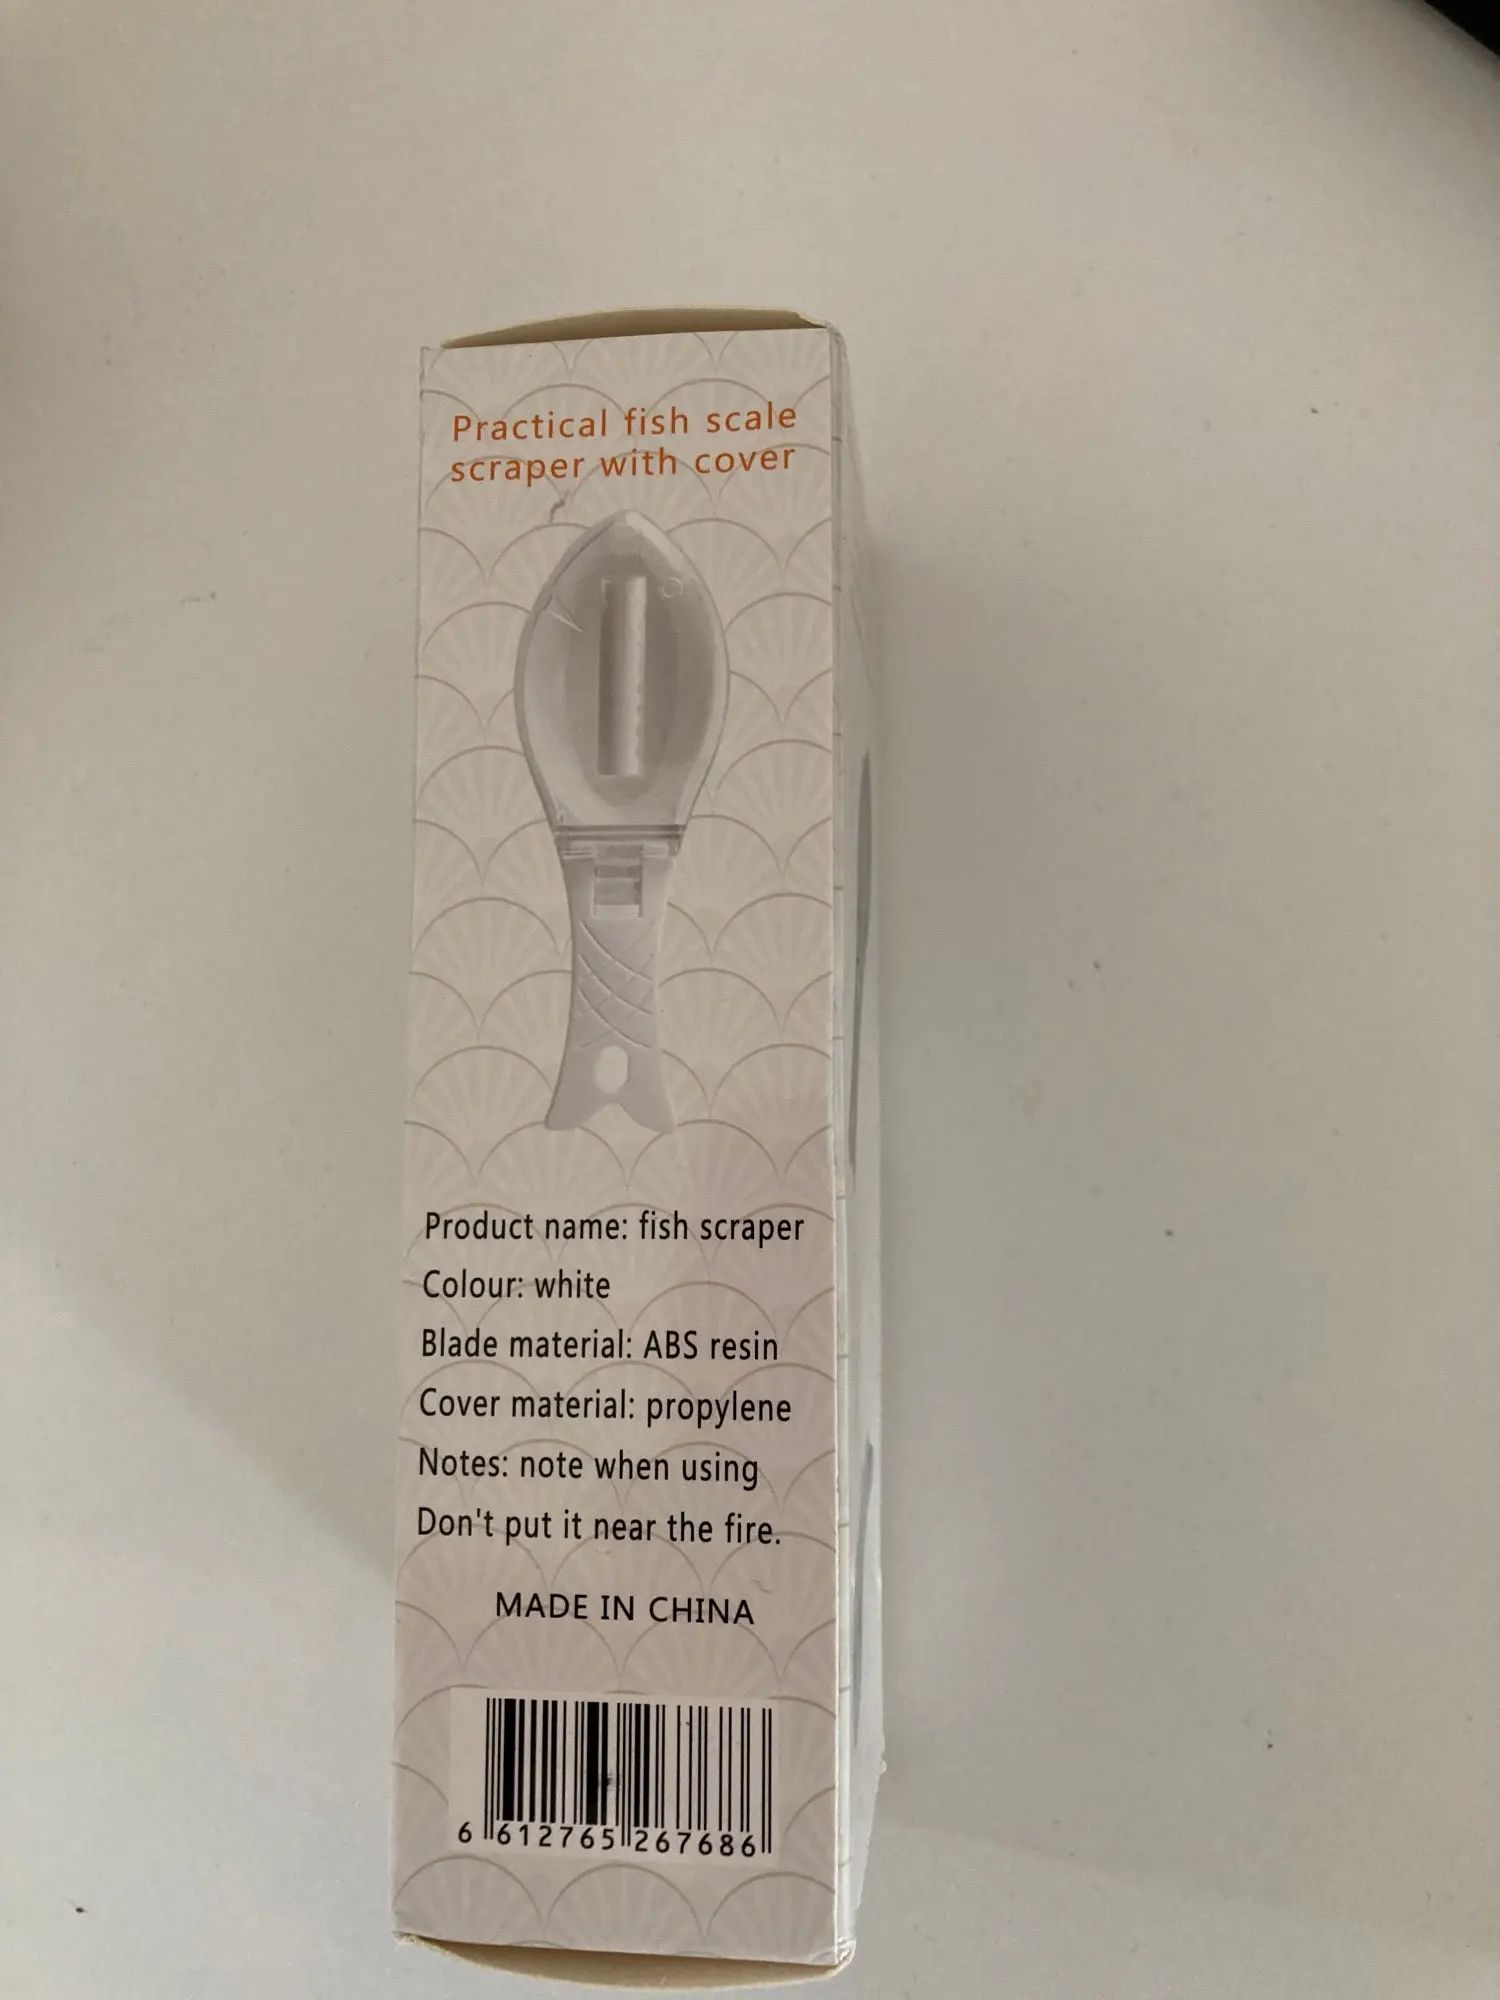 Practical fish scale
scraper with cover
Product name: fish scraper
Colour: white
Blade material: ABS resin
Cover material: propylene
Notes: note when using
Don't put it near the fire.
MADE IN CHINA
6 612765 267686